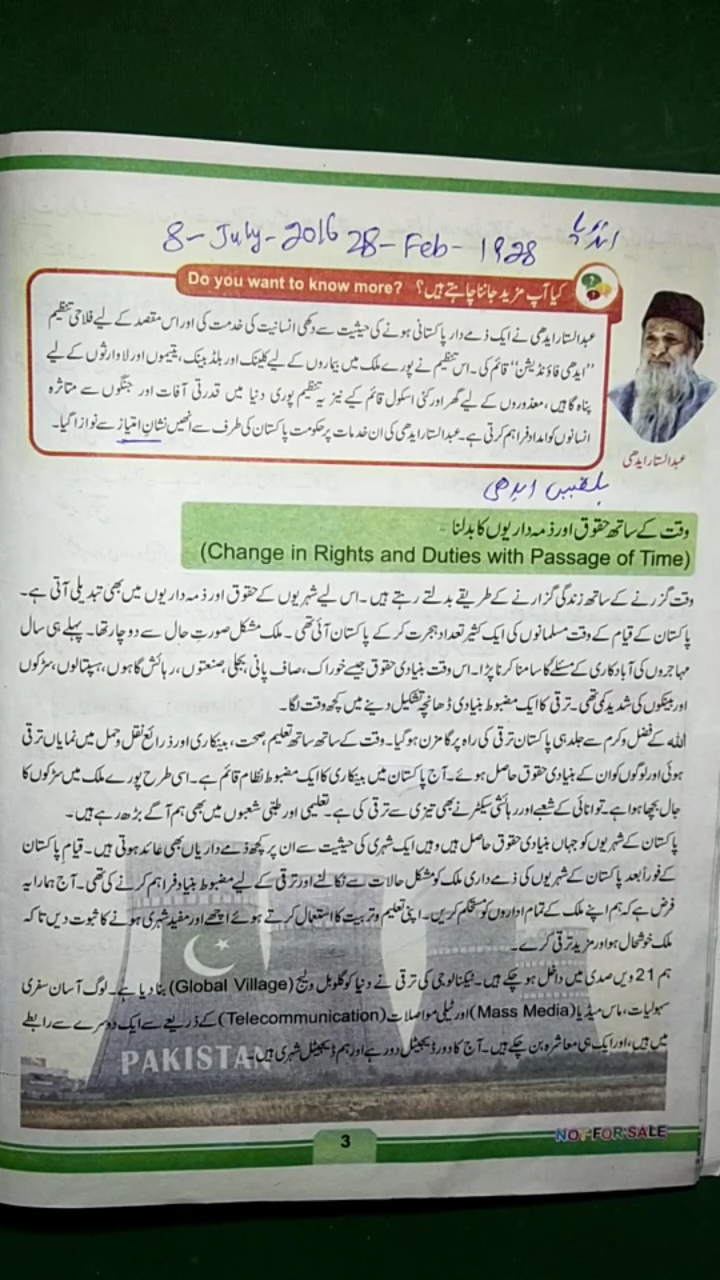 8-July-2016 28-Feb-1928 انڈیا
کیا آپ مزید جاننا چاہتے ہیں؟ Do you want to know more?
عبدالستار ایدھی نے ایک ذمے دار پاکستانی ہونے کی حیثیت سے دکھی انسانیت کی خدمت کی اور اس مقصد کے لیے فلاحی تنظیم
"ایدھی فاؤنڈیشن" قائم کی۔ اس تنظیم نے پورے ملک میں بیماروں کے لیے کلینک اور بلڈ بینک، یتیموں اور لاوارثوں کے لیے
پناہ گاہیں، معذوروں کے لیے گھر اور کئی اسکول قائم کیے نیز یہ تنظیم پوری دنیا میں قدرتی آفات اور جنگوں سے متاثرہ
انسانوں کو امداد فراہم کرتی ہے۔ عبدالستار ایدھی کی ان خدمات پر حکومت پاکستان کی طرف سے انھیں نشانِ امتیاز سے نوازا گیا۔
عبدالستار ایدھی
بلقیس ایدھی
وقت کے ساتھ حقوق اور ذمہ داریوں کا بدلنا
(Change in Rights and Duties with Passage of Time)
وقت گزرنے کے ساتھ زندگی گزارنے کے طریقے بدلتے رہتے ہیں۔ اس لیے شہریوں کے حقوق اور ذمہ داریوں میں بھی تبدیلی آتی ہے۔
پاکستان کے قیام کے وقت مسلمانوں کی ایک کثیر تعداد ہجرت کر کے پاکستان آئی تھی۔ ملک مشکل صورتِ حال سے دوچار تھا۔ پہلے ہی سال
مہاجروں کی آبادکاری کے مسئلے کا سامنا کرنا پڑا۔ اس وقت بنیادی حقوق جیسے خوراک، صاف پانی، بجلی، صنعتوں، رہائش گاہوں، ہسپتالوں، سڑکوں
اور بینکوں کی شدید کمی تھی۔ ترقی کا ایک مضبوط بنیادی ڈھانچہ تشکیل دینے میں کچھ وقت لگا۔
اللہ کے فضل و کرم سے جلد ہی پاکستان ترقی کی راہ پر گامزن ہو گیا۔ وقت کے ساتھ ساتھ تعلیم، صحت، بینکاری اور ذرائع نقل و حمل میں نمایاں ترقی
ہوئی اور لوگوں کو ان کے بنیادی حقوق حاصل ہوئے۔ آج پاکستان میں بینکاری کا ایک مضبوط نظام قائم ہے۔ اسی طرح پورے ملک میں سڑکوں کا
جال بچھا ہوا ہے۔ توانائی کے شعبے اور رہائشی سیکٹر نے بھی تیزی سے ترقی کی ہے۔ تعلیمی اور طبّی شعبوں میں بھی ہم آگے بڑھ رہے ہیں۔
پاکستان کے شہریوں کو جہاں بنیادی حقوق حاصل ہیں وہیں ایک شہری کی حیثیت سے ان پر کچھ ذمے داریاں بھی عائد ہوتی ہیں۔ قیامِ پاکستان
کے فوراً بعد پاکستان کے شہریوں کی ذمے داری ملک کو مشکل حالات سے نکالنے اور ترقی کے لیے مضبوط بنیاد فراہم کرنے کی تھی۔ آج ہمارا یہ
فرض ہے کہ ہم اپنے ملک کے تمام اداروں کو مستحکم کریں۔ اپنی تعلیم و تربیت کا استعمال کرتے ہوئے اچھے اور مفید شہری ہونے کا ثبوت دیں تاکہ
ملک خوشحال ہو اور مزید ترقی کرے۔
ہم 21 ویں صدی میں داخل ہو چکے ہیں۔ ٹیکنالوجی کی ترقی نے دنیا کو گلوبل ولیج (Global Village) بنا دیا ہے۔ لوگ آسان سفری
سہولیات، ماس میڈیا (Mass Media) اور ٹیلی مواصلات (Telecommunication) کے ذریعے سے ایک دوسرے سے رابطے
میں ہیں، اور ایک ہی معاشرہ بن چکے ہیں۔ آج کا دور ڈیجیٹل دور ہے اور ہم ڈیجیٹل شہری ہیں۔
PAKISTAN
3
NOT FOR SALE